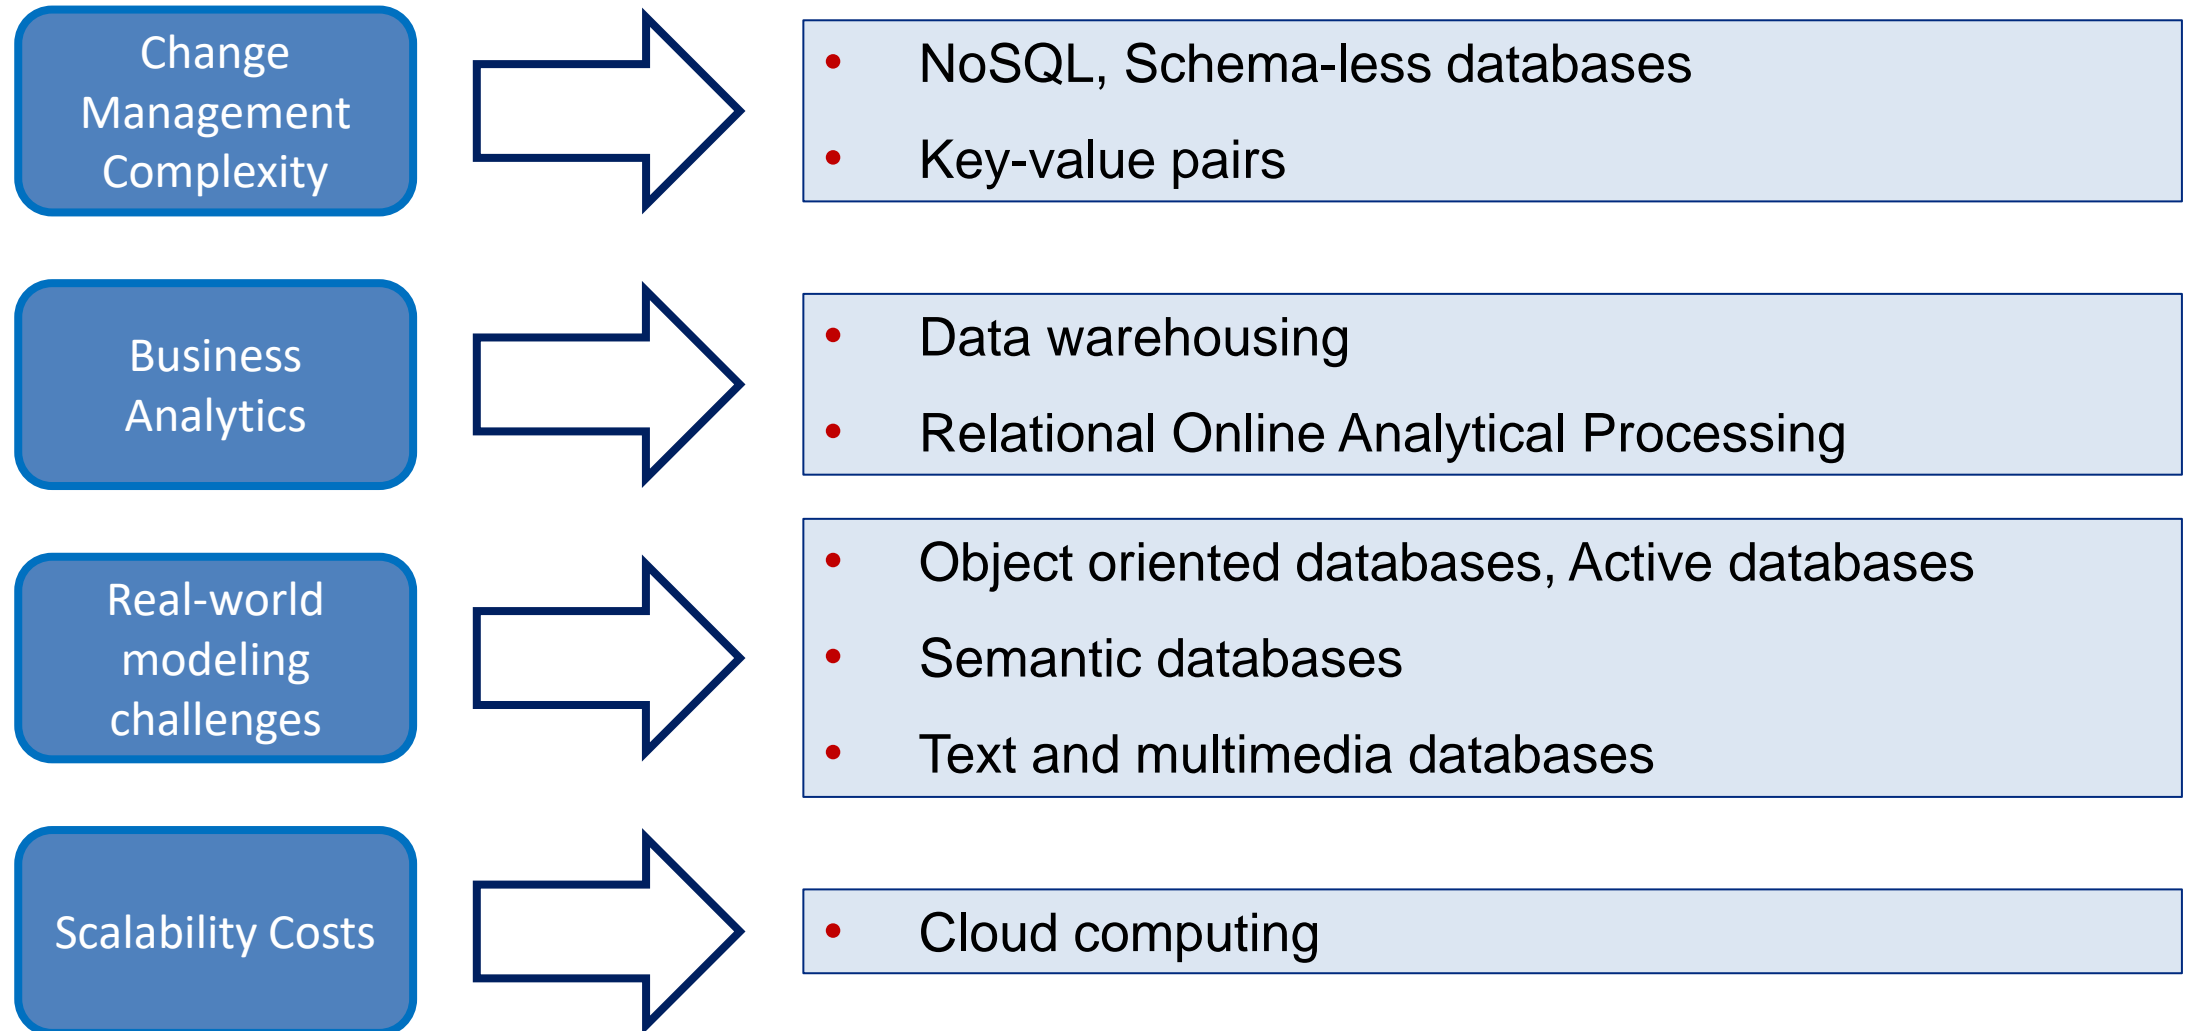 Change
Management
Complexity
• NoSQL, Schema-less databases
• Key-value pairs
Business
Analytics
• Data warehousing
• Relational Online Analytical Processing
Real-world
modeling
challenges
• Object oriented databases, Active databases
• Semantic databases
• Text and multimedia databases
Scalability Costs
• Cloud computing